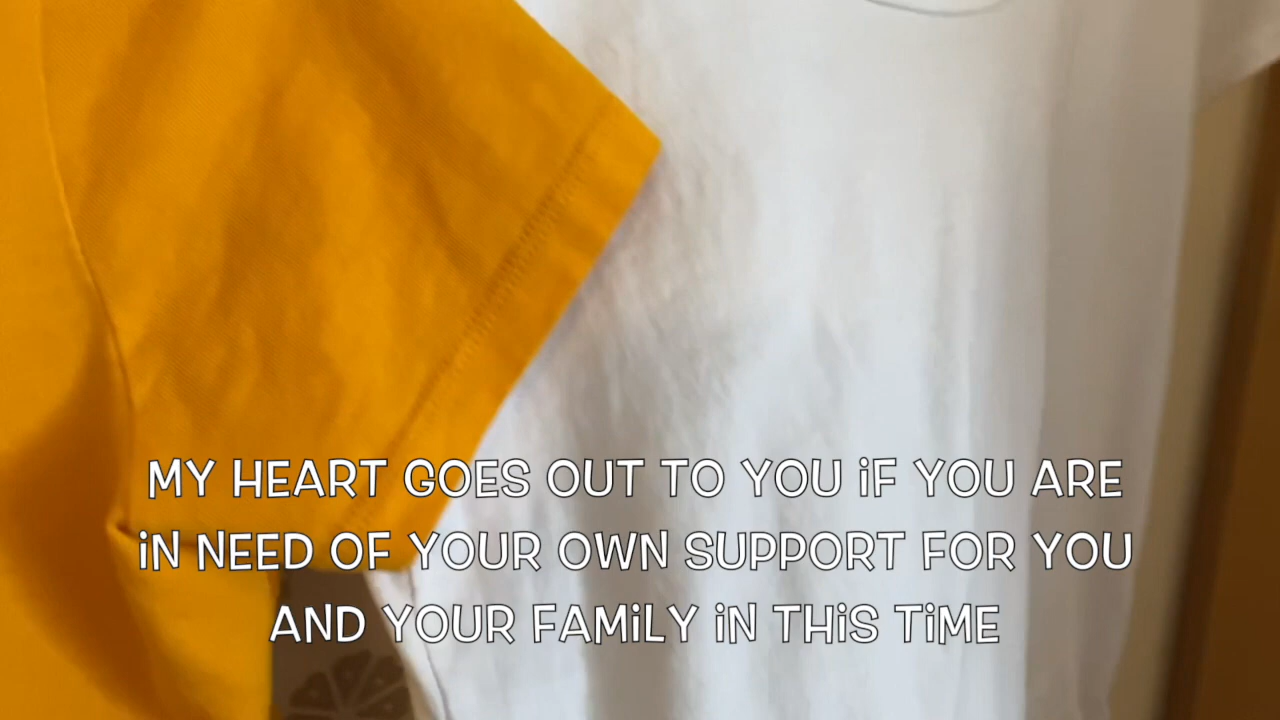 MY HEART GOES OUT TO YOU iF YOU ARE
iN NEED OF YOUR OWN SUPPORT FOR YOU
AND YOUR FAMiLY iN THiS TiME